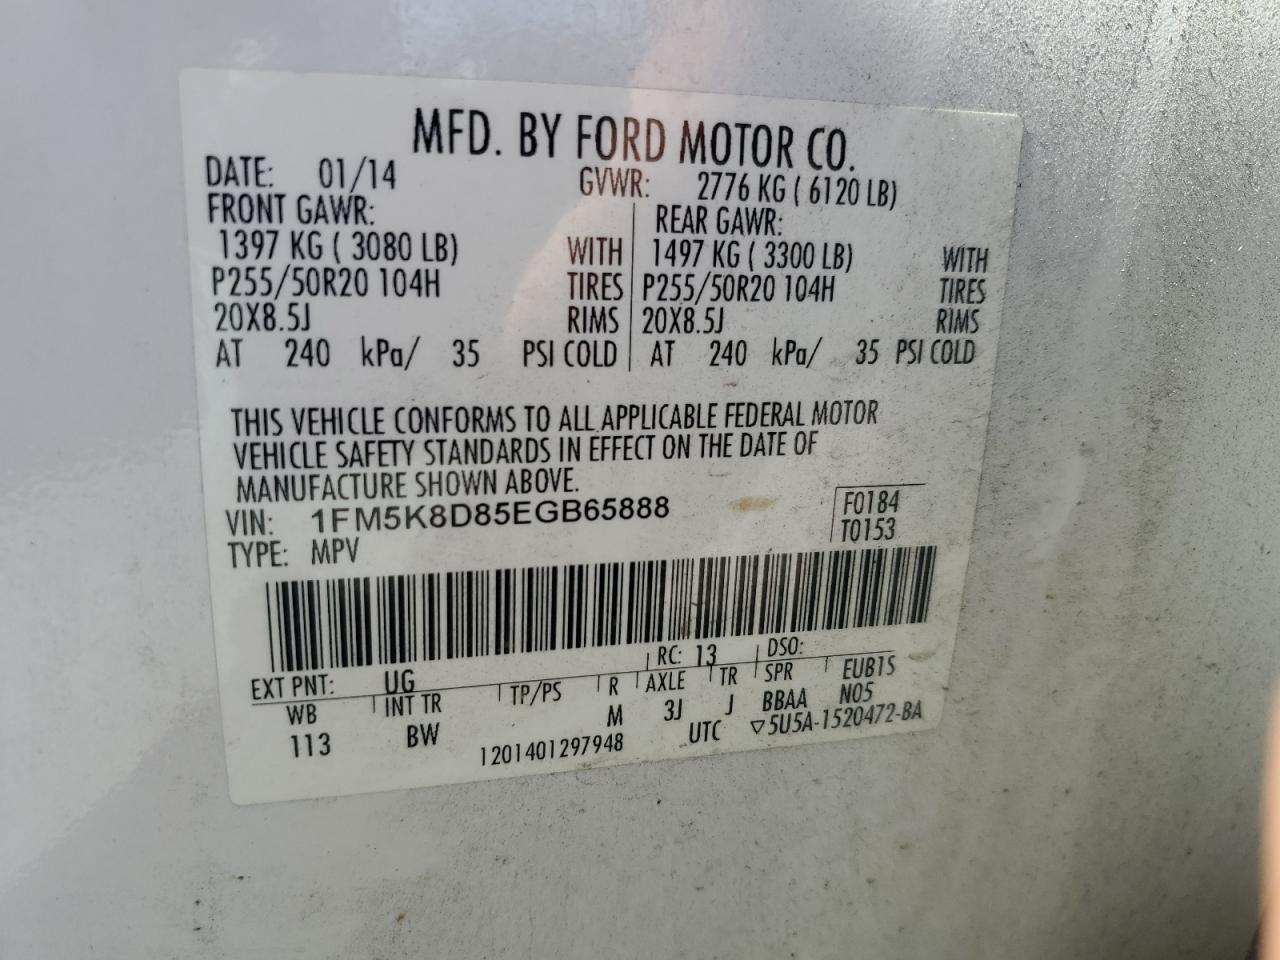 MFD. BY FORD MOTOR CO.
DATE: 01/14 GVWR: 2776 KG ( 6120 LB)
FRONT GAWR: REAR GAWR:
1397 KG ( 3080 LB) WITH 1497 KG ( 3300 LB) WITH
P255/50R20 104H TIRES P255/50R20 104H TIRES
20X8.5J RIMS 20X8.5J RIMS
AT 240 kPa/ 35 PSI COLD AT 240 kPa/ 35 PSI COLD
THIS VEHICLE CONFORMS TO ALL APPLICABLE FEDERAL MOTOR
VEHICLE SAFETY STANDARDS IN EFFECT ON THE DATE OF
MANUFACTURE SHOWN ABOVE.
VIN: 1FM5K8D85EGB65888 F0184
TYPE: MPV T0153
EXT PNT: UG RC: 13 DSO:
WB INT TR TP/PS R AXLE TR SPR EUB1S
113 BW M 3J J BBAA N05
1201401297948 UTC ▽5U5A-1520472-BA